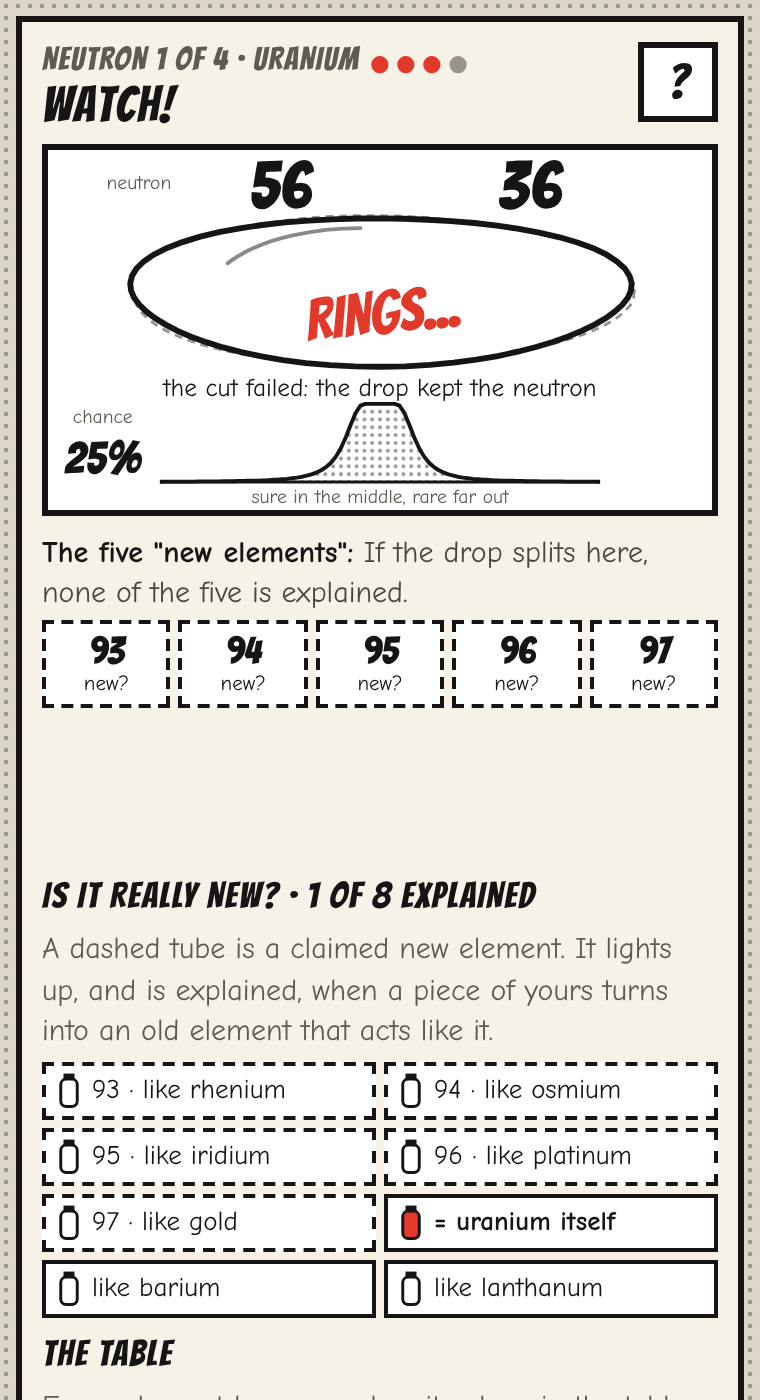 NEUTRON 1 OF 4 · URANIUM
WATCH!
?
neutron
56
36
RINGS...
the cut failed: the drop kept the neutron
chance
25%
sure in the middle, rare far out
The five "new elements": If the drop splits here,
none of the five is explained.
93
new?
94
new?
95
new?
96
new?
97
new?
IS IT REALLY NEW? · 1 OF 8 EXPLAINED
A dashed tube is a claimed new element. It lights
up, and is explained, when a piece of yours turns
into an old element that acts like it.
93 · like rhenium
94 · like osmium
95 · like iridium
96 · like platinum
97 · like gold
= uranium itself
like barium
like lanthanum
THE TABLE